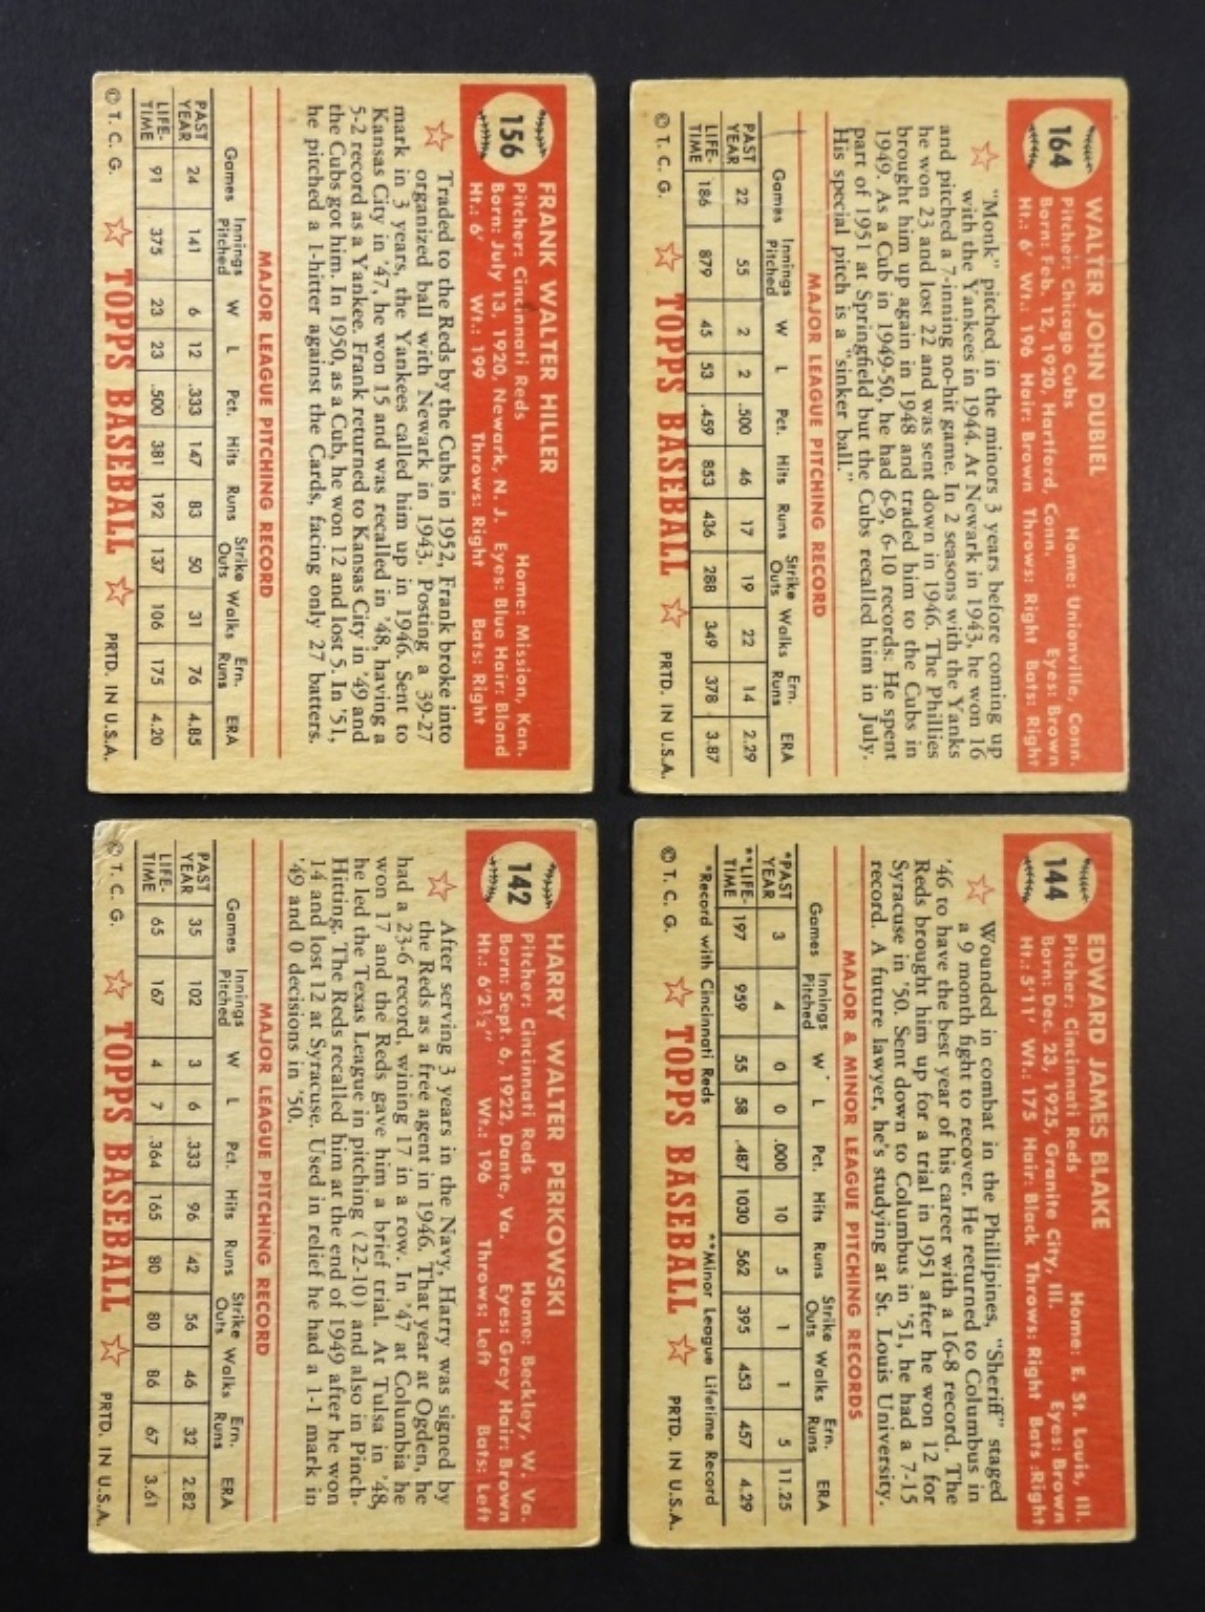 164
WALTER JOHN DUBIEL
Pitcher: Chicago Cubs Home: Unionville, Conn.
Born: Feb. 12, 1920, Hartford, Conn. Eyes: Brown
Ht.: 6' Wt.: 196 Hair: Brown Throws: Right Bats: Right
"Monk" pitched in the minors 3 years before coming up
with the Yankees in 1944. At Newark in 1943, he won 16
and pitched a 7-inning no-hit game. In 2 seasons with the Yanks
he won 23 and lost 22 and was sent down in 1946. The Phillies
brought him up again in 1948 and traded him to the Cubs in
1949. As a Cub in 1949-50, he had 6-9, 6-10 records. He spent
part of 1951 at Springfield but the Cubs recalled him in July.
His special pitch is a "sinker ball."
MAJOR LEAGUE PITCHING RECORD
Games Innings Pitched W L Pct. Hits Runs Strike Outs Walks Ern. Runs ERA
PAST YEAR 22 55 2 2 .500 46 17 19 22 14 2.29
LIFE-TIME 186 879 45 53 .459 853 436 288 349 378 3.87
© T. C. G. TOPPS BASEBALL PRTD. IN U.S.A.
144
EDWARD JAMES BLAKE
Pitcher: Cincinnati Reds Home: E. St. Louis, Ill.
Born: Dec. 23, 1925, Granite City, Ill. Eyes: Brown
Ht.: 5'11' Wt.: 175 Hair: Black Throws: Right Bats :Right
Wounded in combat in the Phillipines, "Sheriff" staged
a 9 month fight to recover. He returned to Columbus in
'46 to have the best year of his career with a 16-8 record. The
Reds brought him up for a trial in 1951 after he won 12 for
Syracuse in '50. Sent down to Columbus in '51, he had a 7-15
record. A future lawyer, he's studying at St. Louis University.
MAJOR & MINOR LEAGUE PITCHING RECORDS
Games Innings Pitched W L Pct. Hits Runs Strike Outs Walks Ern. Runs ERA
*PAST YEAR 3 4 0 0 .000 10 5 1 1 5 11.25
**LIFE-TIME 197 959 55 58 .487 1030 562 395 453 457 4.29
*Record with Cincinnati Reds **Minor League Lifetime Record
© T. C. G. TOPPS BASEBALL PRTD. IN U.S.A.
156
FRANK WALTER HILLER
Pitcher: Cincinnati Reds Home: Mission, Kan.
Born: July 13, 1920, Newark, N. J. Eyes: Blue Hair: Blond
Ht.: 6' Wt.: 199 Throws: Right Bats: Right
Traded to the Reds by the Cubs in 1952, Frank broke into
organized ball with Newark in 1943. Posting a 39-27
mark in 3 years, the Yankees called him up in 1946. Sent to
Kansas City in '47, he won 15 and was recalled in '48, having a
5-2 record as a Yankee. Frank returned to Kansas City in '49 and
the Cubs got him. In 1950, as a Cub, he won 12 and lost 5. In '51,
he pitched a 1-hitter against the Cards, facing only 27 batters.
MAJOR LEAGUE PITCHING RECORD
Games Innings Pitched W L Pct. Hits Runs Strike Outs Walks Ern. Runs ERA
PAST YEAR 24 141 6 12 .333 147 83 50 31 76 4.85
LIFE-TIME 91 375 23 23 .500 381 192 137 106 175 4.20
© T. C. G. TOPPS BASEBALL PRTD. IN U.S.A.
142
HARRY WALTER PERKOWSKI
Pitcher: Cincinnati Reds Home: Beckley, W. Va.
Born: Sept. 6, 1922, Dante, Va. Eyes: Grey Hair: Brown
Ht.: 6'2½" Wt.: 196 Throws: Left Bats: Left
After serving 3 years in the Navy, Harry was signed by
the Reds as a free agent in 1946. That year at Ogden, he
had a 23-6 record, wining 17 in a row. In '47 at Columbia he
won 17 and the Reds gave him a brief trial. At Tulsa in '48,
he led the Texas League in pitching (22-10) and also in Pinch-
Hitting. The Reds recalled him at the end of 1949 after he won
14 and lost 12 at Syracuse. Used in relief he had a 1-1 mark in
'49 and 0 decisions in '50.
MAJOR LEAGUE PITCHING RECORD
Games Innings Pitched W L Pct. Hits Runs Strike Outs Walks Ern. Runs ERA
PAST YEAR 35 102 3 6 .333 96 42 56 46 32 2.82
LIFE-TIME 65 167 4 7 .364 165 80 80 86 67 3.61
© T. C. G. TOPPS BASEBALL PRTD. IN U.S.A.